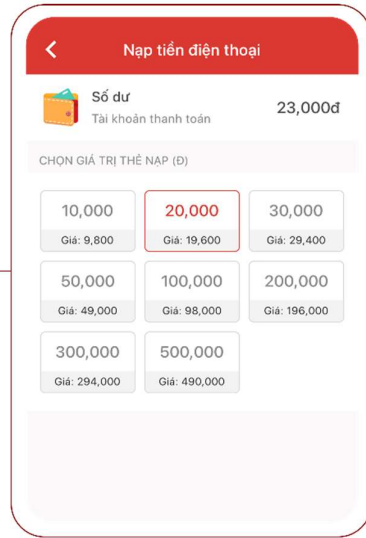 Nạp tiền điện thoại
Số dư
23,000đ
Tài khoản thanh toán
CHỌN GIÁ TRỊ THẺ NẠP (Đ)
10,000 20,000 30,000
Giá: 9,800 Giá: 19,600 Giá: 29,400
50,000 100,000 200,000
Giá: 49,000 Giá: 98,000 Giá: 196,000
300,000 500,000
Giá: 294,000 Giá: 490,000